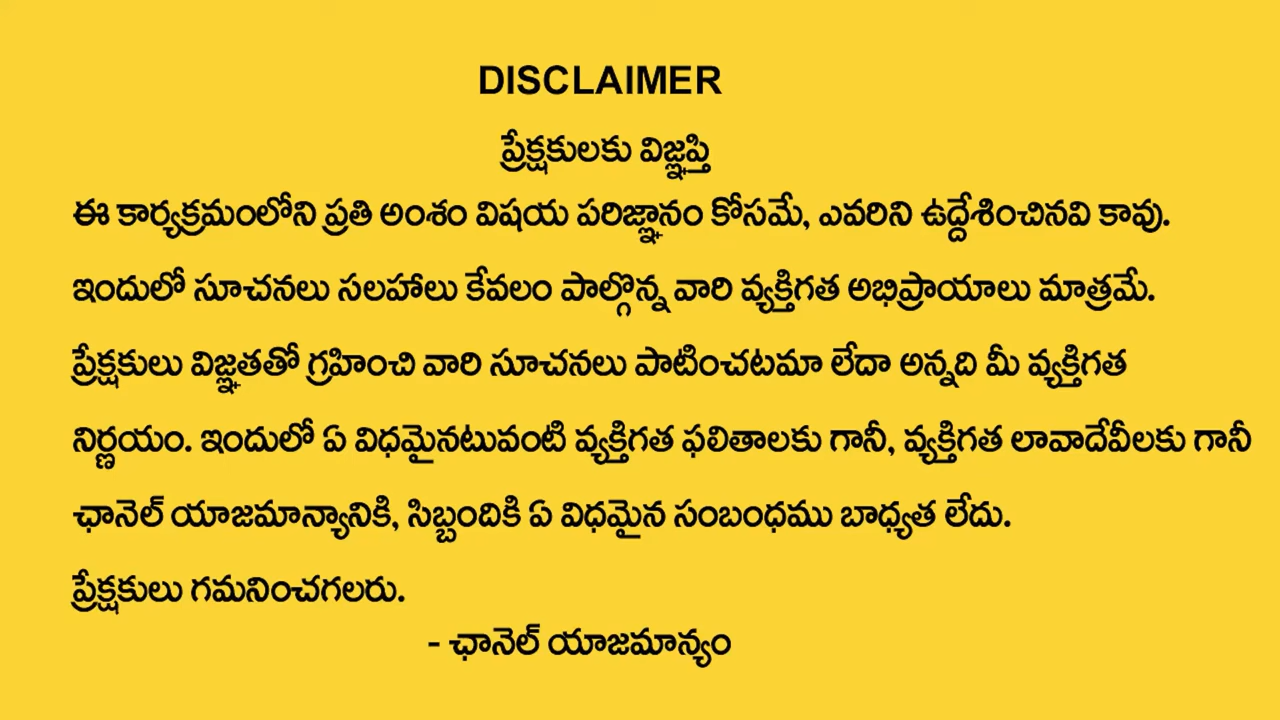 DISCLAIMER
ప్రేక్షకులకు విజ్ఞప్తి
ఈ కార్యక్రమంలోని ప్రతి అంశం విషయ పరిజ్ఞానం కోసమే, ఎవరిని ఉద్దేశించినవి కావు.
ఇందులో సూచనలు సలహాలు కేవలం పాల్గొన్న వారి వ్యక్తిగత అభిప్రాయాలు మాత్రమే.
ప్రేక్షకులు విజ్ఞతతో గ్రహించి వారి సూచనలు పాటించటమా లేదా అన్నది మీ వ్యక్తిగత
నిర్ణయం. ఇందులో ఏ విధమైనటువంటి వ్యక్తిగత ఫలితాలకు గానీ, వ్యక్తిగత లావాదేవీలకు గానీ
ఛానెల్ యాజమాన్యానికి, సిబ్బందికి ఏ విధమైన సంబంధము బాధ్యత లేదు.
ప్రేక్షకులు గమనించగలరు.
- ఛానెల్ యాజమాన్యం